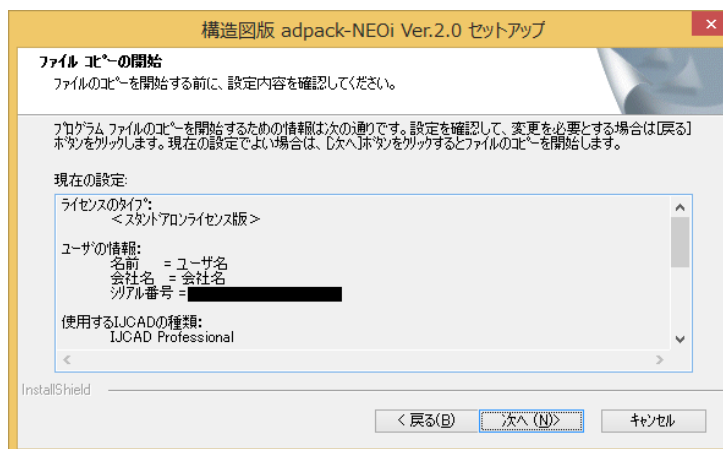 構造図版 adpack-NEOi Ver.2.0 セットアップ
ファイル コピーの開始
ファイルのコピーを開始する前に、設定内容を確認してください。
プログラム ファイルのコピーを開始するための情報は次の通りです。設定を確認して、変更を必要とする場合は[戻る]
ボタンをクリックします。現在の設定でよい場合は、[次へ]ボタンをクリックするとファイルのコピーを開始します。
現在の設定:
ライセンスのタイプ:
<スタンドアロンライセンス版>
ユーザの情報:
名前 = ユーザ名
会社名 = 会社名
シリアル番号 =
使用するIJCADの種類:
IJCAD Professional
InstallShield
< 戻る(B)
次へ (N)>
キャンセル